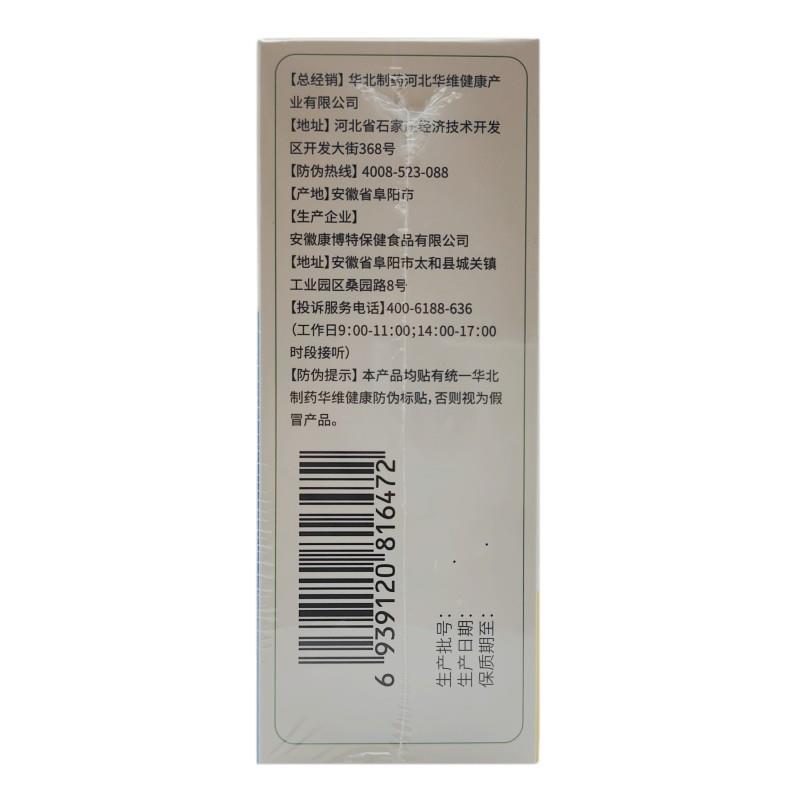 【总经销】华北制药河北华维健康产
业有限公司
【地址】河北省石家庄经济技术开发
区开发大街368号
【防伪热线】4008-523-088
【产地】安徽省阜阳市
【生产企业】
安徽康博特保健食品有限公司
【地址】安徽省阜阳市太和县城关镇
工业园区桑园路8号
【投诉服务电话】400-6188-636
(工作日9:00-11:00;14:00-17:00
时段接听)
【防伪提示】本产品均贴有统一华北
制药华维健康防伪标贴,否则视为假
冒产品。
6 939120 816472
生产批号:
生产日期:
保质期至: